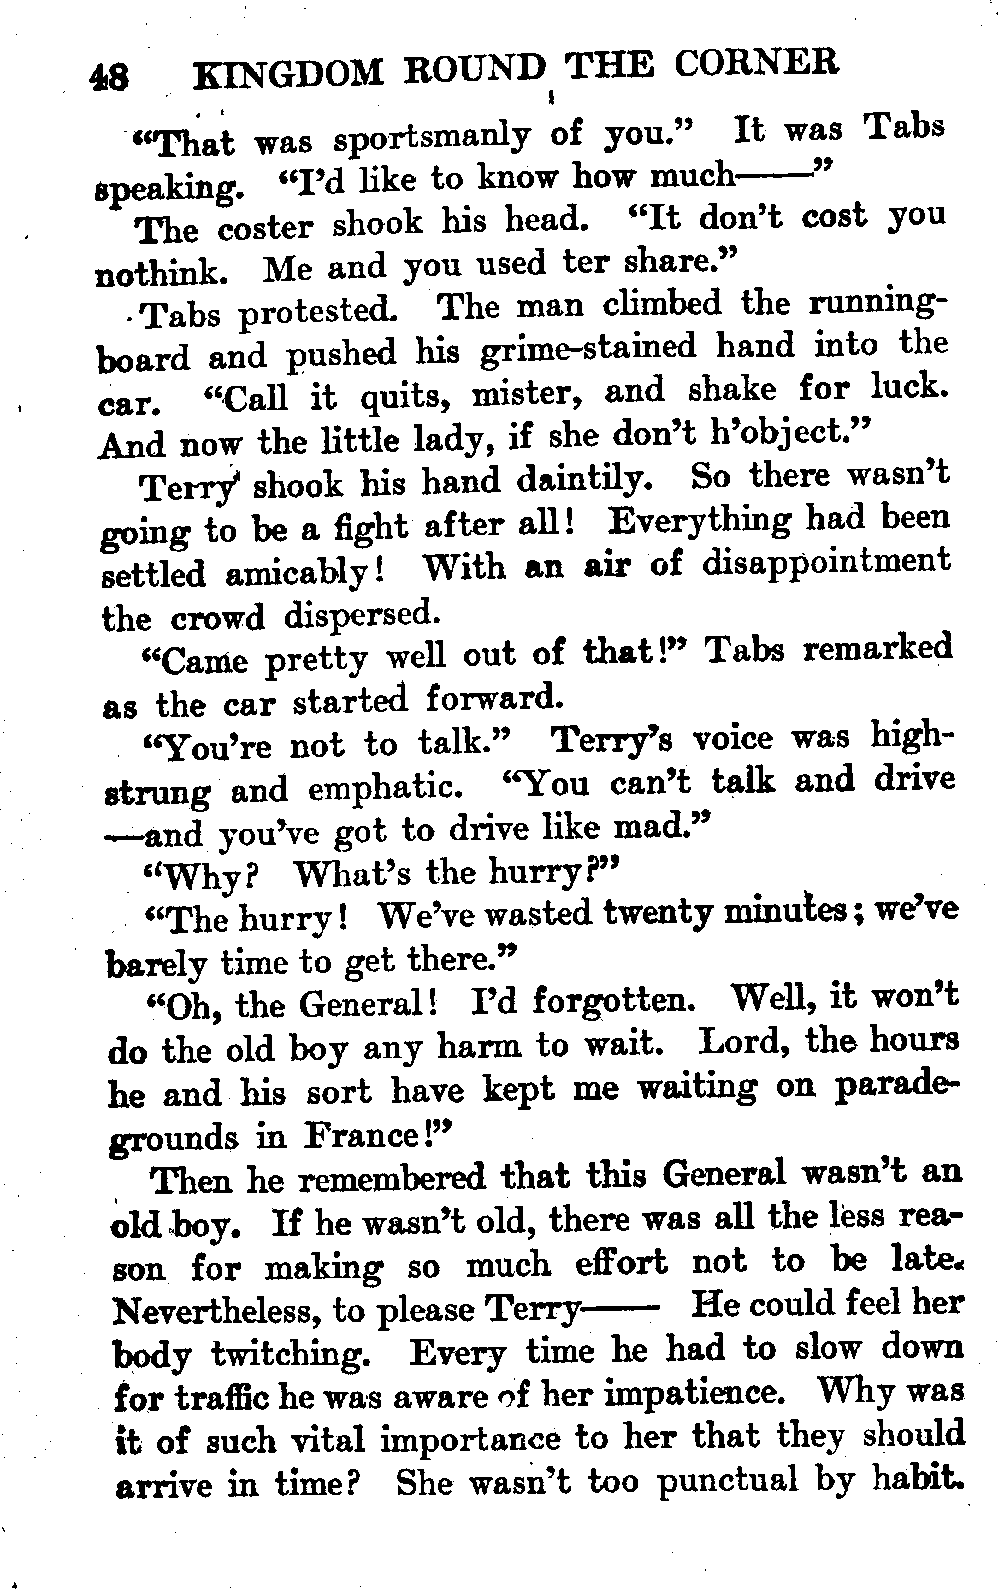 48 KINGDOM ROUND THE CORNER
“That was sportsmanly of you.” It was Tabs
speaking. “I’d like to know how much——”
The coster shook his head. “It don’t cost you
nothink. Me and you used ter share.”
Tabs protested. The man climbed the running-
board and pushed his grime-stained hand into the
car. “Call it quits, mister, and shake for luck.
And now the little lady, if she don’t h’object.”
Terry shook his hand daintily. So there wasn’t
going to be a fight after all! Everything had been
settled amicably! With an air of disappointment
the crowd dispersed.
“Came pretty well out of that!” Tabs remarked
as the car started forward.
“You’re not to talk.” Terry’s voice was high-
strung and emphatic. “You can’t talk and drive
—and you’ve got to drive like mad.”
“Why? What’s the hurry?”
“The hurry! We’ve wasted twenty minutes; we’ve
barely time to get there.”
“Oh, the General! I’d forgotten. Well, it won’t
do the old boy any harm to wait. Lord, the hours
he and his sort have kept me waiting on parade-
grounds in France!”
Then he remembered that this General wasn’t an
old boy. If he wasn’t old, there was all the less rea-
son for making so much effort not to be late.
Nevertheless, to please Terry—— He could feel her
body twitching. Every time he had to slow down
for traffic he was aware of her impatience. Why was
it of such vital importance to her that they should
arrive in time? She wasn’t too punctual by habit.